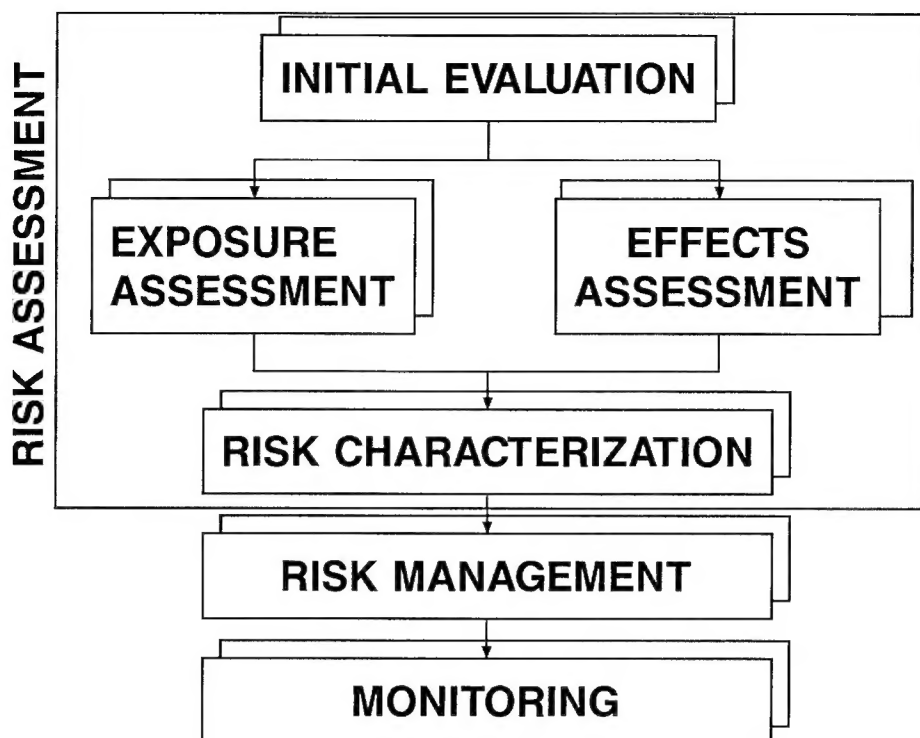 RISK ASSESSMENT
INITIAL EVALUATION
EXPOSURE
ASSESSMENT
EFFECTS
ASSESSMENT
RISK CHARACTERIZATION
RISK MANAGEMENT
MONITORING